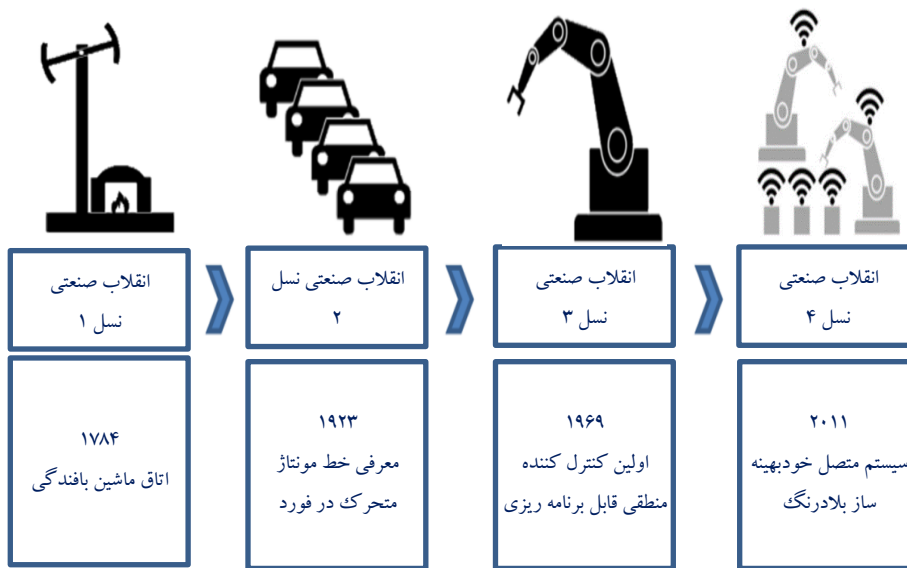 انقلاب صنعتی
نسل ۱
انقلاب صنعتی نسل
۲
انقلاب صنعتی
نسل ۳
انقلاب صنعتی
نسل ۴
۱۷۸۴
اتاق ماشین بافندگی
۱۹۲۳
معرفی خط مونتاژ
متحرک در فورد
۱۹۶۹
اولین کنترل کننده
منطقی قابل برنامه ریزی
۲۰۱۱
سیستم متصل خودبهینه
ساز بلادرنگ